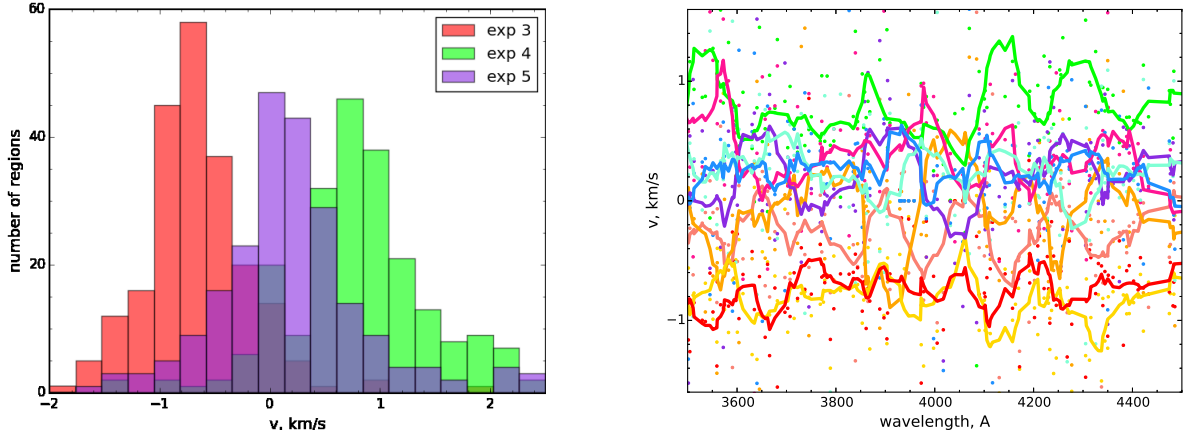 60
40
20
0
number of regions
exp 3
exp 4
exp 5
−2
−1
0
1
2
v, km/s
1
0
−1
v, km/s
3600
3800
4000
4200
4400
wavelength, A